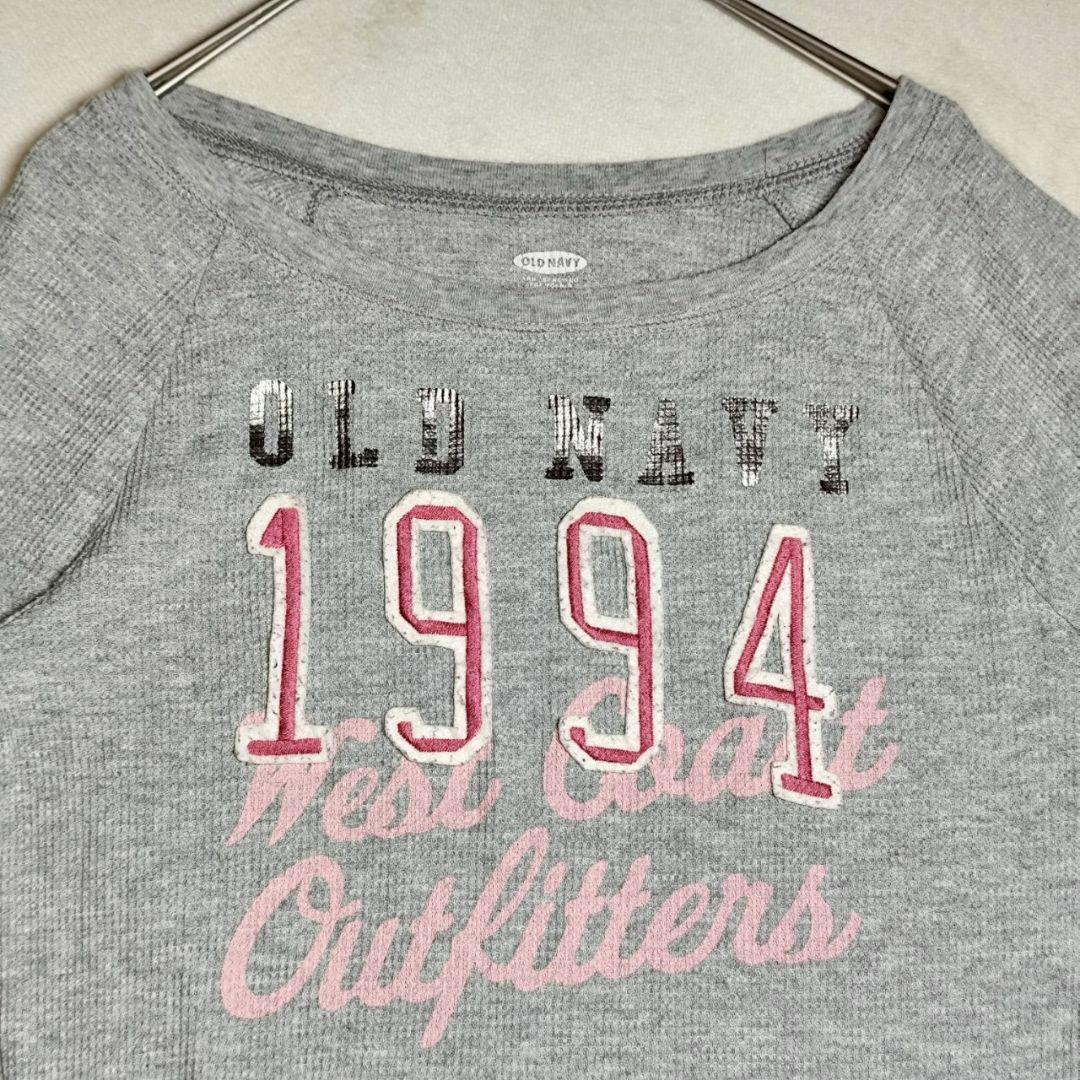 OLD NAVY
OLD NAVY
1994
West Coast
Outfitters